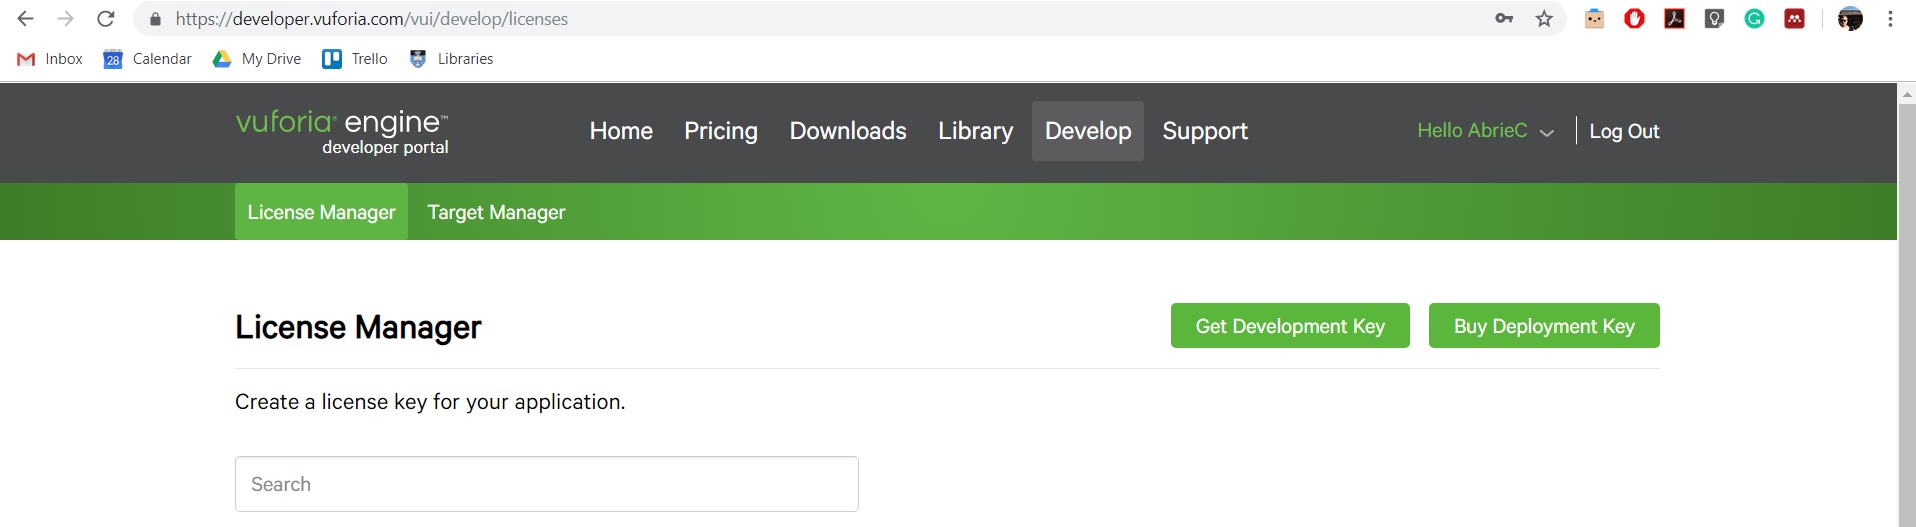 https://developer.vuforia.com/vui/develop/licenses
Inbox 28 Calendar My Drive Trello Libraries
vuforia® engine™
developer portal
Home Pricing Downloads Library Develop Support Hello AbrieC Log Out
License Manager Target Manager
License Manager Get Development Key Buy Deployment Key
Create a license key for your application.
Search